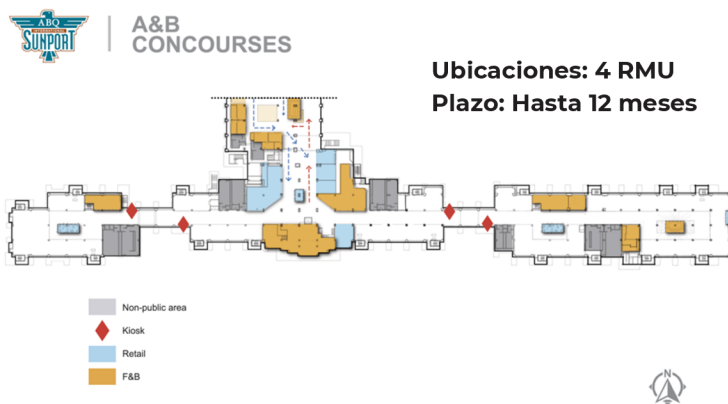 ABQ
INTERNATIONAL
SUNPORT
A&B
CONCOURSES
Ubicaciones: 4 RMU
Plazo: Hasta 12 meses
Non-public area
Kiosk
Retail
F&B
N